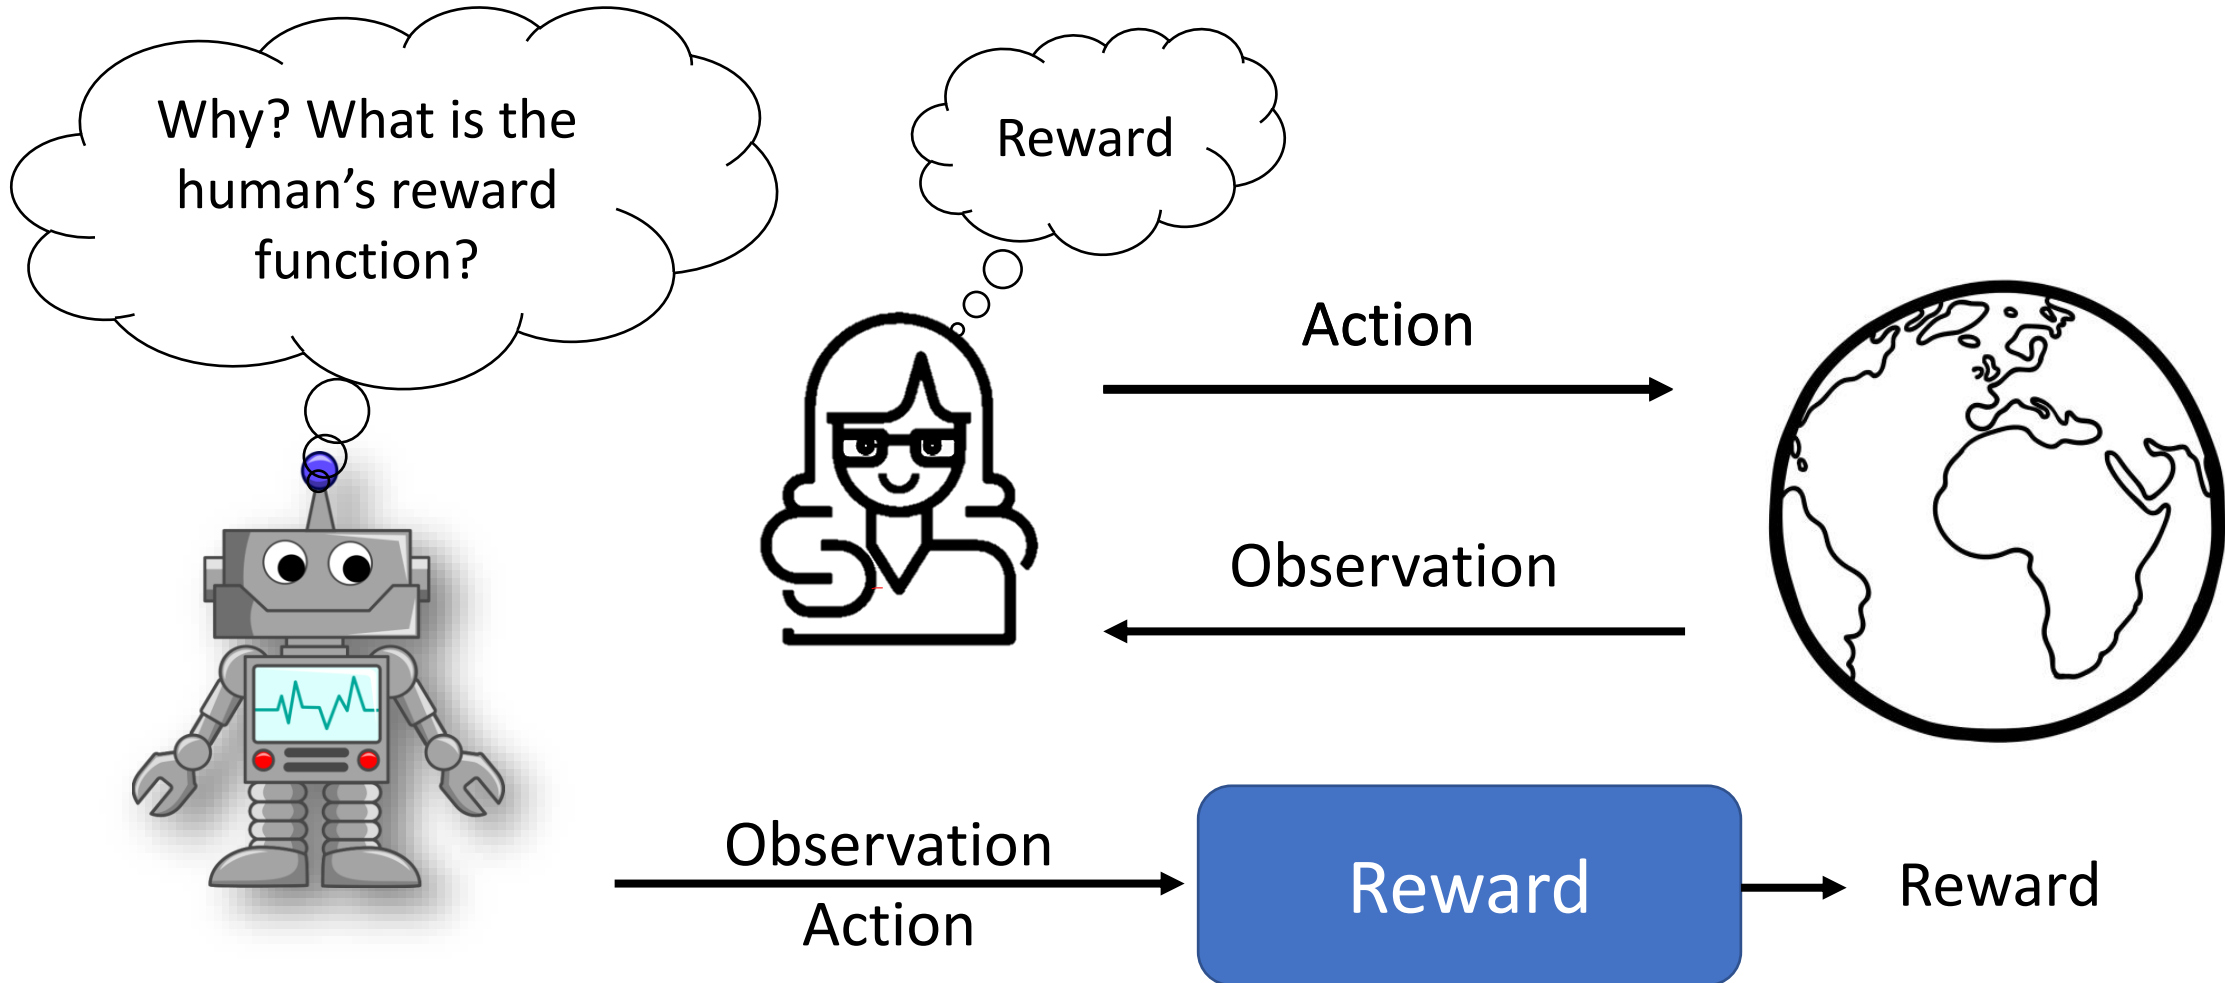 Why? What is the
human’s reward
function?
Reward
Action
Observation
Observation
Action
Reward
Reward